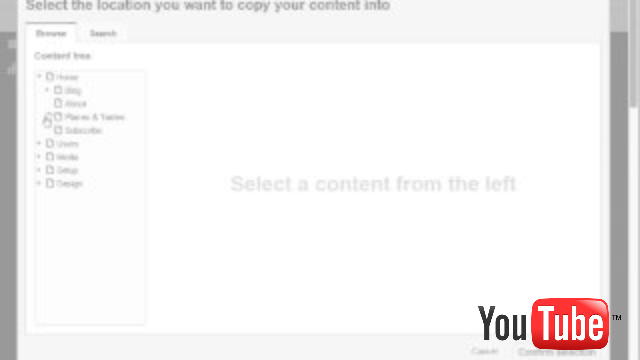 Select the location you want to copy your content into
Browse
Search
Content tree
Home
Blog
About
Places & Tastes
Subscribe
Users
Media
Setup
Design
Select a content from the left
YouTube™
Cancel
Confirm selection